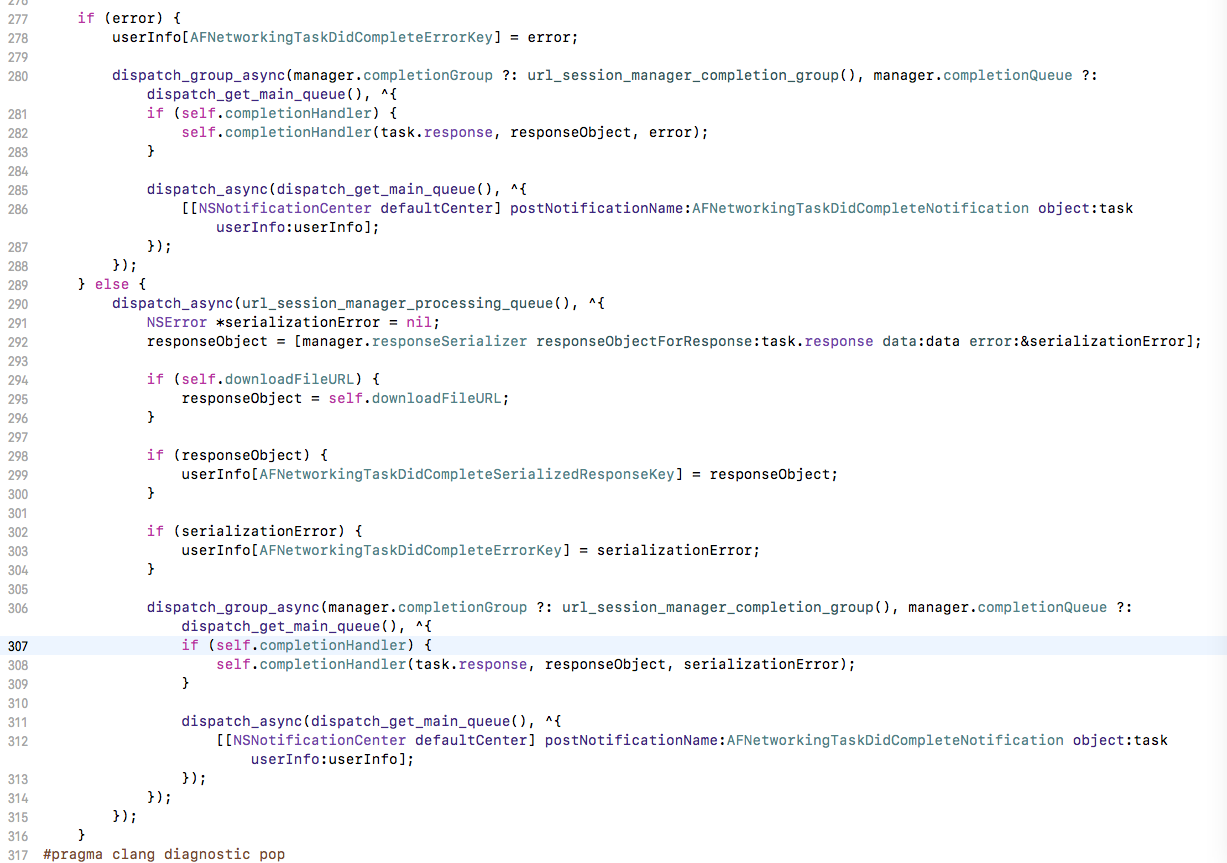 276
277 if (error) {
278 userInfo[AFNetworkingTaskDidCompleteErrorKey] = error;
279
280 dispatch_group_async(manager.completionGroup ?: url_session_manager_completion_group(), manager.completionQueue ?:
dispatch_get_main_queue(), ^{
281 if (self.completionHandler) {
282 self.completionHandler(task.response, responseObject, error);
283 }
284
285 dispatch_async(dispatch_get_main_queue(), ^{
286 [[NSNotificationCenter defaultCenter] postNotificationName:AFNetworkingTaskDidCompleteNotification object:task
userInfo:userInfo];
287 });
288 });
289 } else {
290 dispatch_async(url_session_manager_processing_queue(), ^{
291 NSError *serializationError = nil;
292 responseObject = [manager.responseSerializer responseObjectForResponse:task.response data:data error:&serializationError];
293
294 if (self.downloadFileURL) {
295 responseObject = self.downloadFileURL;
296 }
297
298 if (responseObject) {
299 userInfo[AFNetworkingTaskDidCompleteSerializedResponseKey] = responseObject;
300 }
301
302 if (serializationError) {
303 userInfo[AFNetworkingTaskDidCompleteErrorKey] = serializationError;
304 }
305
306 dispatch_group_async(manager.completionGroup ?: url_session_manager_completion_group(), manager.completionQueue ?:
dispatch_get_main_queue(), ^{
307 if (self.completionHandler) {
308 self.completionHandler(task.response, responseObject, serializationError);
309 }
310
311 dispatch_async(dispatch_get_main_queue(), ^{
312 [[NSNotificationCenter defaultCenter] postNotificationName:AFNetworkingTaskDidCompleteNotification object:task
userInfo:userInfo];
313 });
314 });
315 });
316 }
317 #pragma clang diagnostic pop